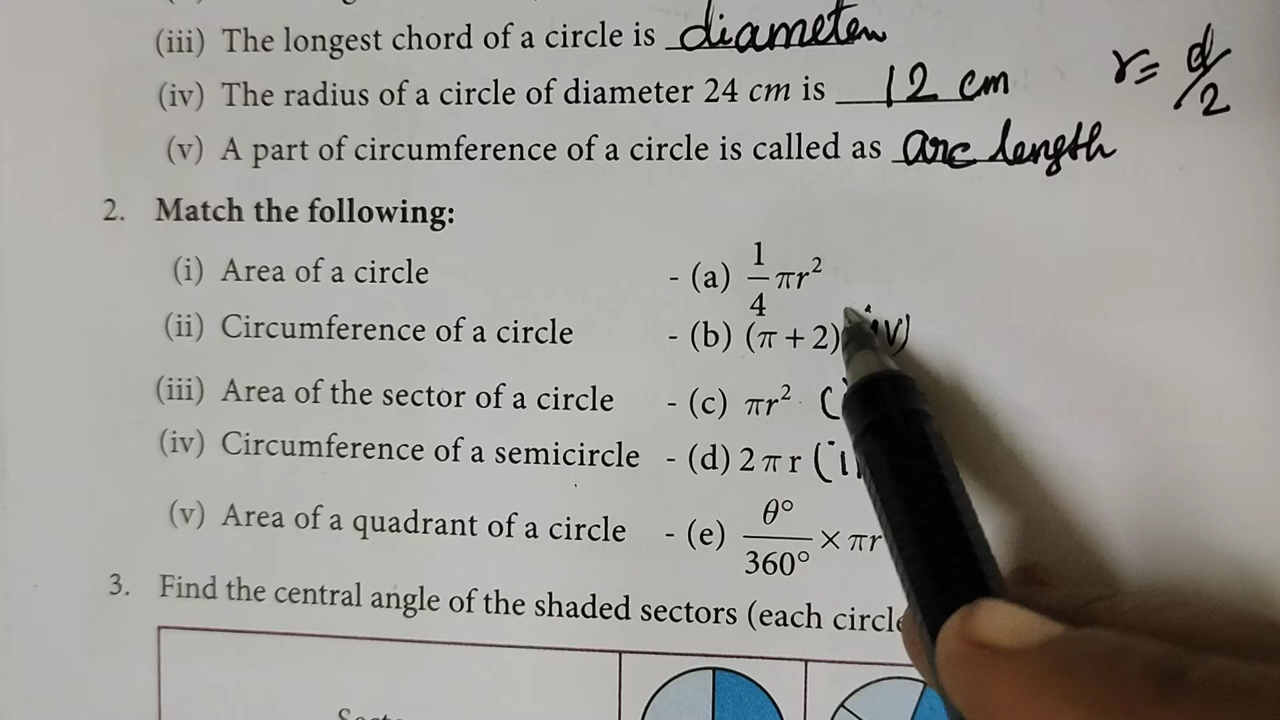 (iii) The longest chord of a circle is diameter
(iv) The radius of a circle of diameter 24 cm is 12 cm r = d/2
(v) A part of circumference of a circle is called as arc length
2. Match the following:
(i) Area of a circle - (a) 1/4 πr²
(ii) Circumference of a circle - (b) (π + 2) iv)
(iii) Area of the sector of a circle - (c) πr² (
(iv) Circumference of a semicircle - (d) 2 π r (i
(v) Area of a quadrant of a circle - (e) θ°/360° × πr
3. Find the central angle of the shaded sectors (each circle